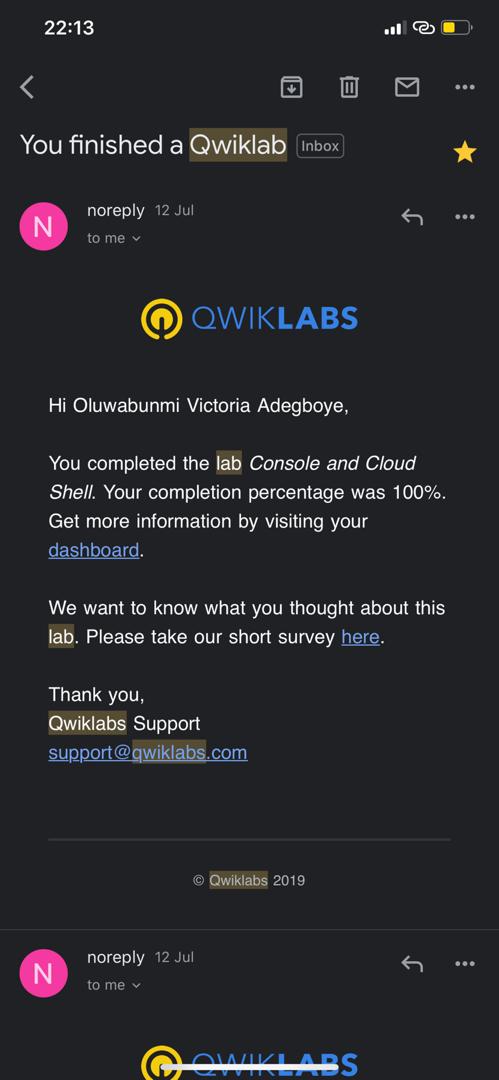 22:13
You finished a Qwiklab Inbox
N
noreply 12 Jul
to me
QWIKLABS
Hi Oluwabunmi Victoria Adegboye,
You completed the lab Console and Cloud
Shell. Your completion percentage was 100%.
Get more information by visiting your
dashboard.
We want to know what you thought about this
lab. Please take our short survey here.
Thank you,
Qwiklabs Support
support@qwiklabs.com
© Qwiklabs 2019
N
noreply 12 Jul
to me
QWIKLABS